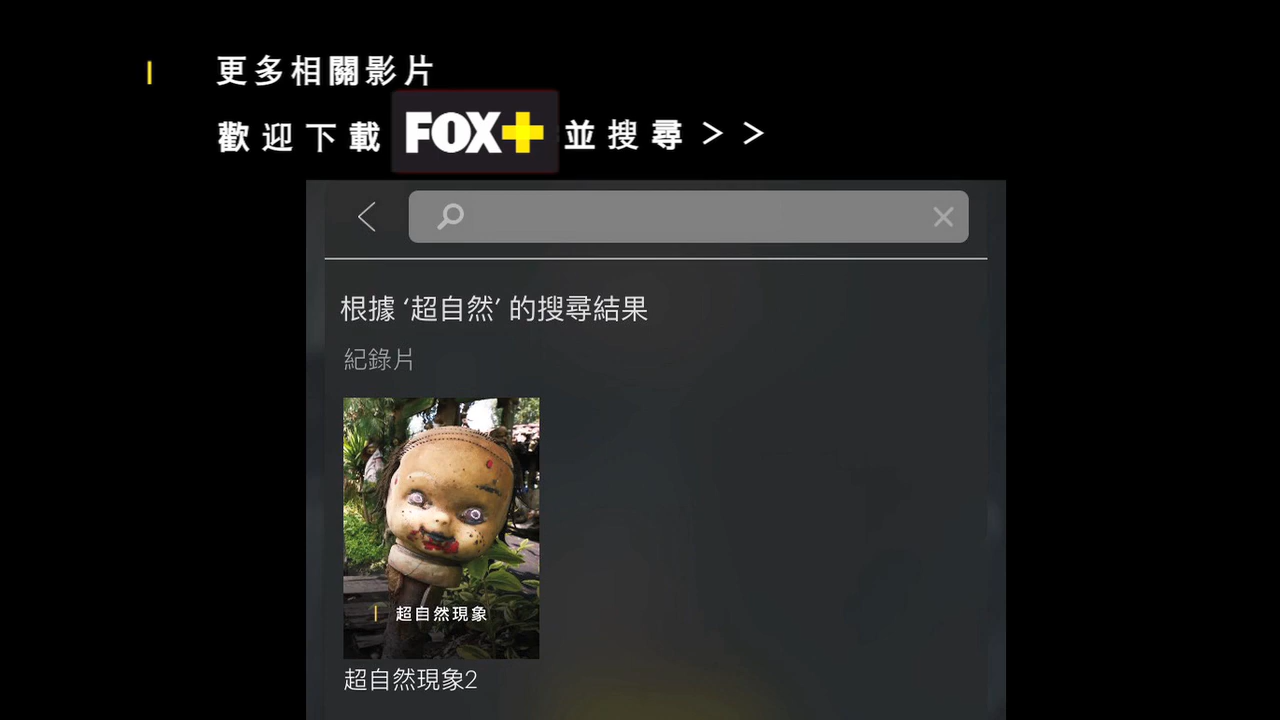 更多相關影片
歡迎下載 FOX+ 並搜尋>>
根據 ‘超自然’ 的搜尋結果
紀錄片
超自然現象
超自然現象2